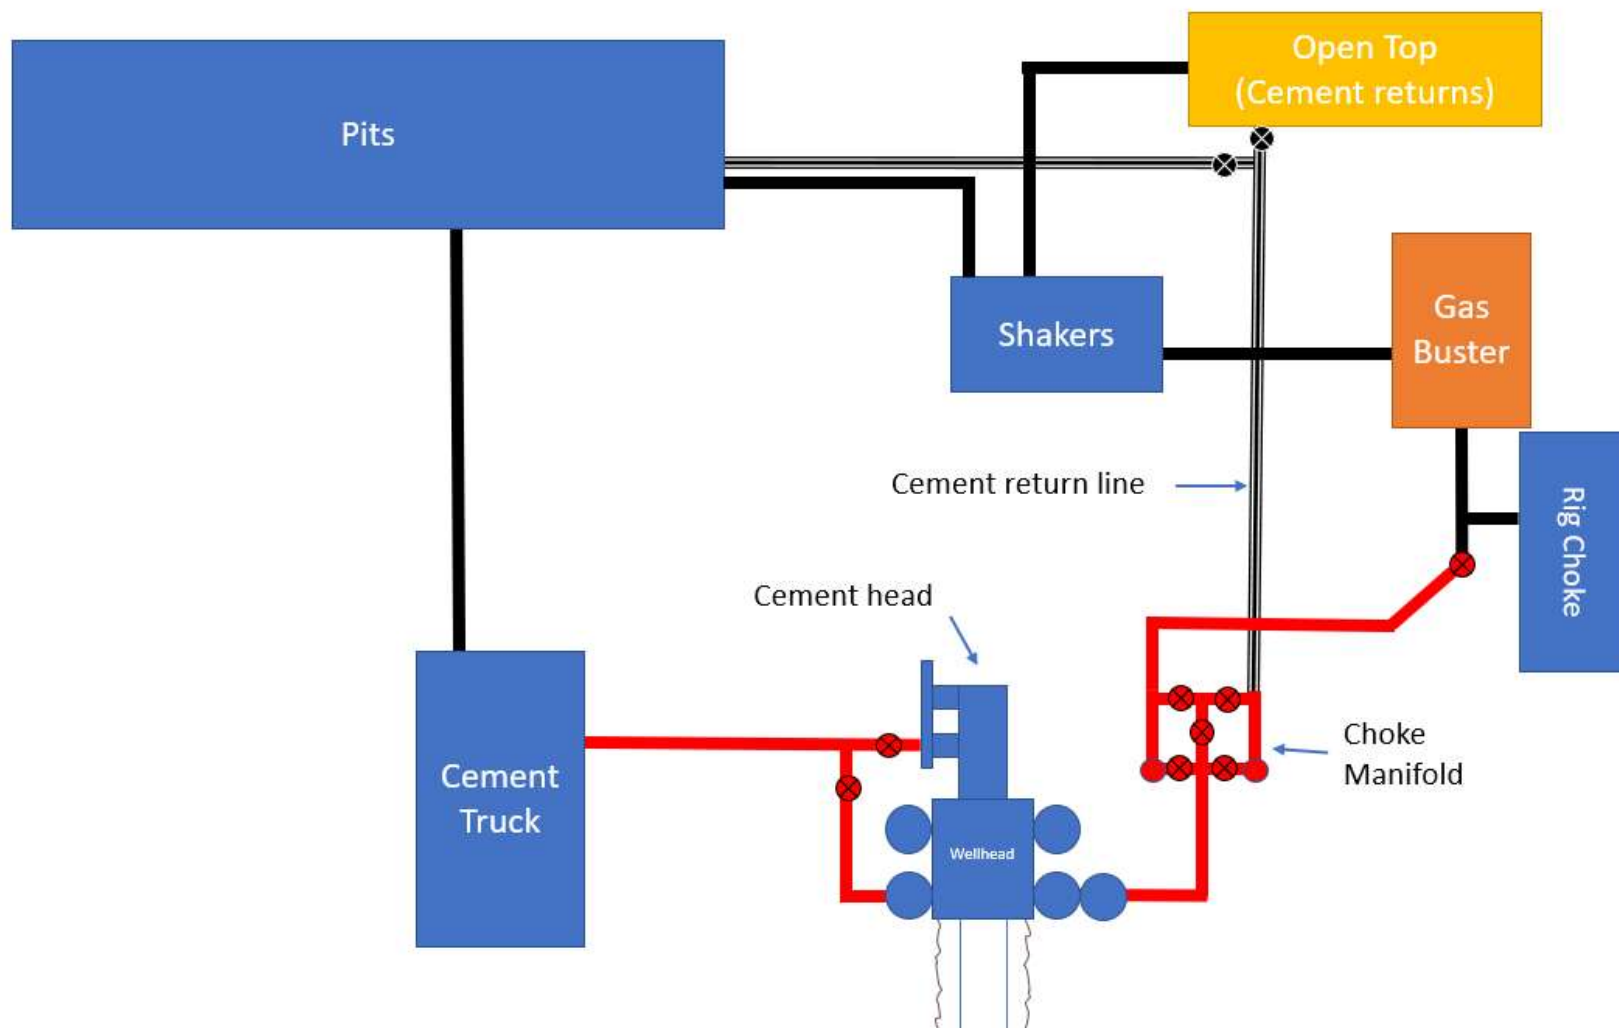 Open Top
(Cement returns)
Pits
Gas
Buster
Shakers
Cement return line
Rig Choke
Cement head
Choke
Manifold
Cement
Truck
Wellhead